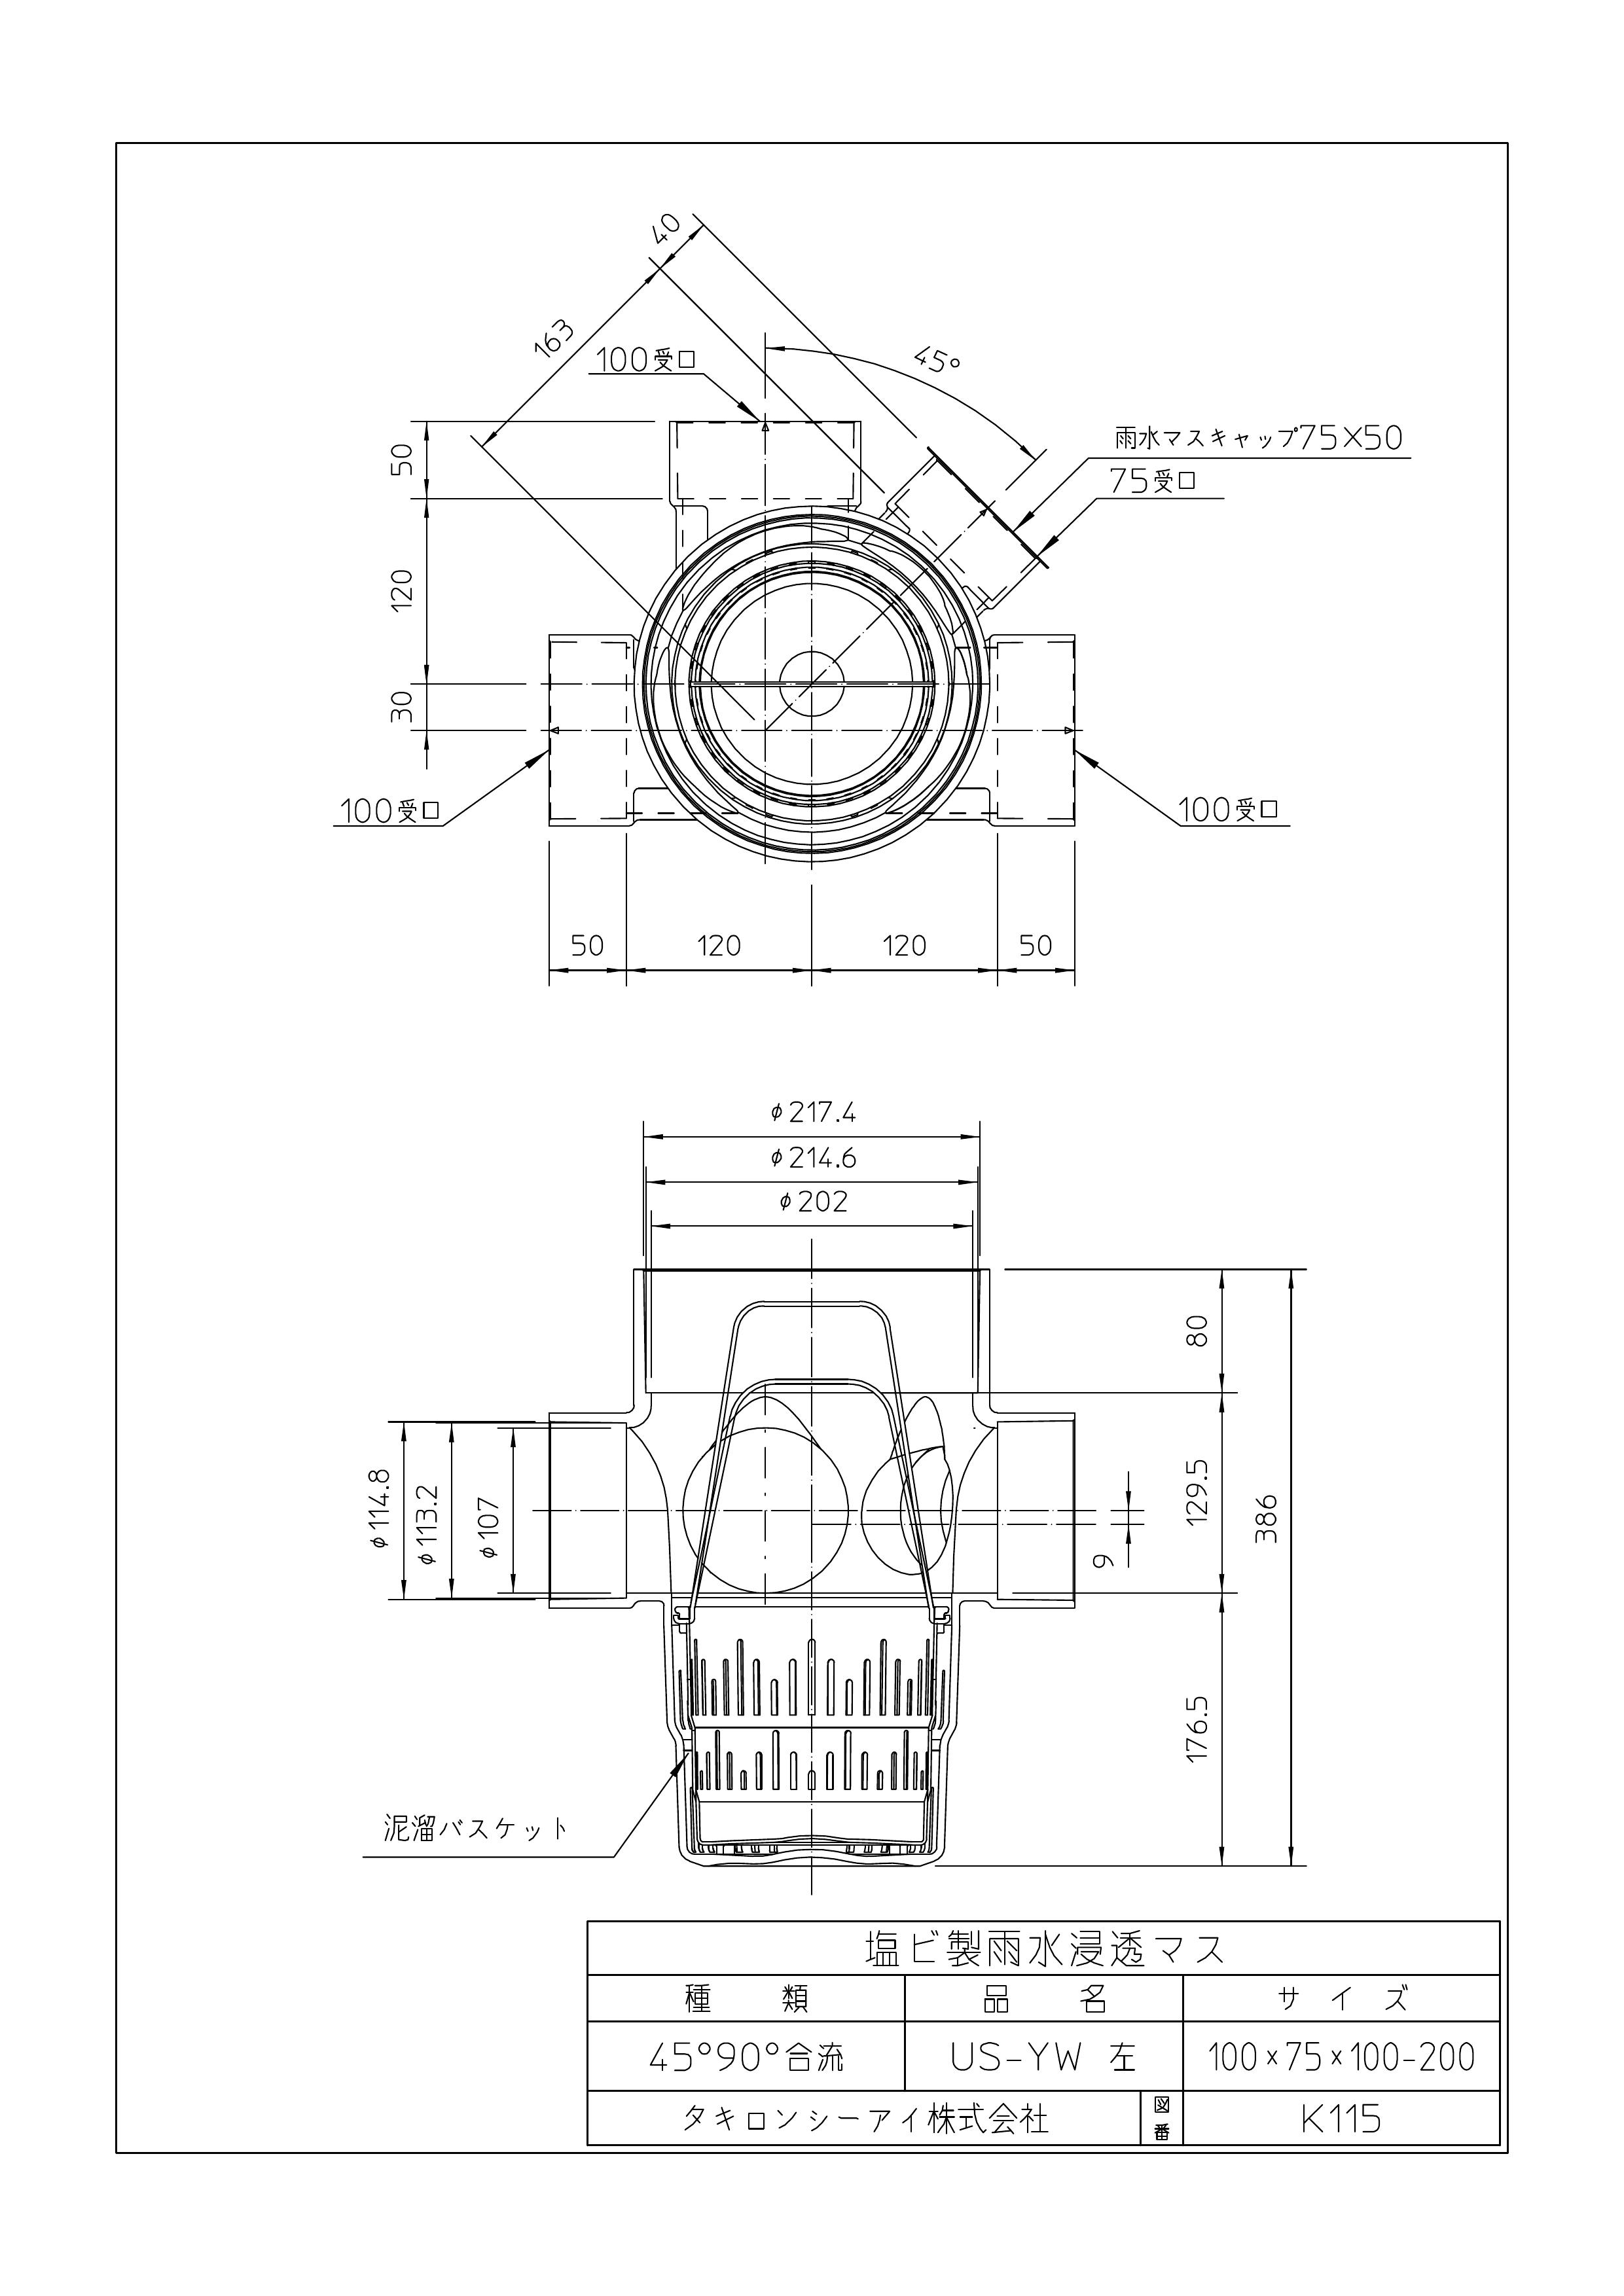 40
163
100受口
45°
雨水マスキャップ75×50
75受口
50
120
30
100受口
100受口
50 120 120 50
φ217.4
φ214.6
φ202
80
129.5
386
9
176.5
φ114.8
φ113.2
φ107
泥溜バスケット
塩ビ製雨水浸透マス
種類 品名 サイズ
45°90°合流 US-YW 左 100×75×100-200
タキロンシーアイ株式会社 図番 K115